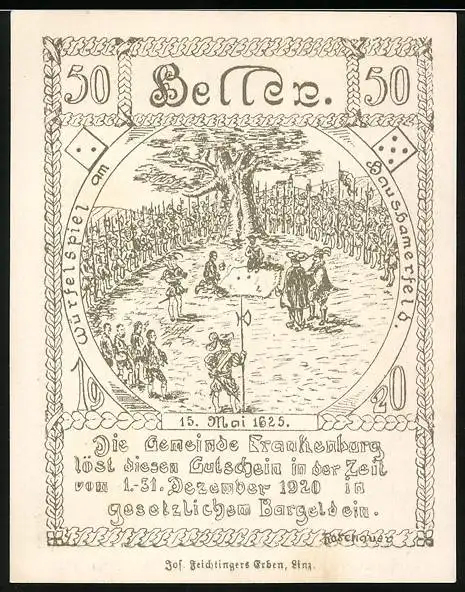 50 Heller. 50
Würfelspiel am Haushamerfeld.
19 20
15. Mai 1625.
Die Gemeinde Frankenburg
löst diesen Gutschein in der Zeit
vom 1.-31. Dezember 1920 in
gesetzlichem Bargeld ein.
Jos. Feichtingers Erben, Linz.